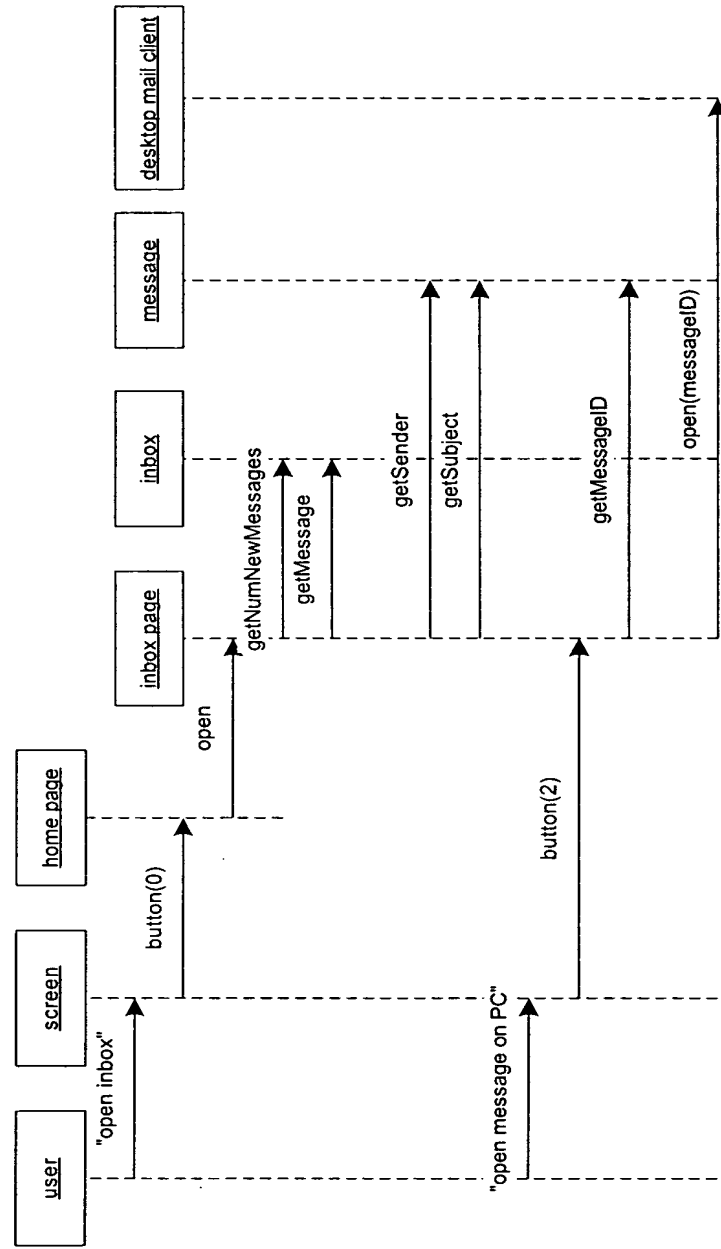 user
screen
home page
inbox page
inbox
message
desktop mail client
"open inbox"
button(0)
open
getNumNewMessages
getMessage
getSender
getSubject
"open message on PC"
button(2)
getMessageID
open(messageID)